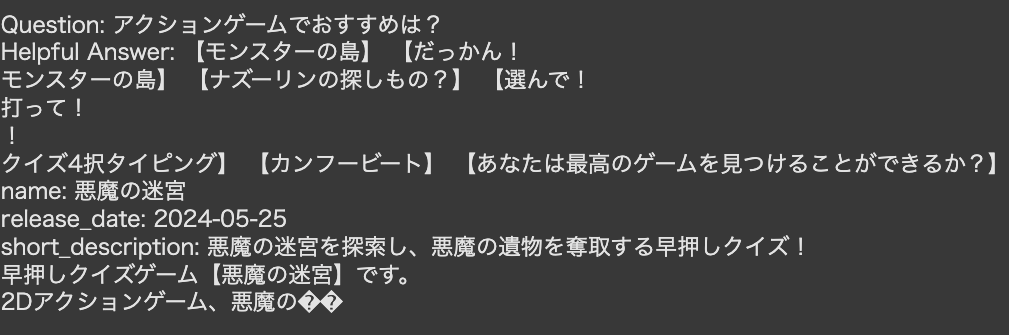 Question: アクションゲームでおすすめは？
Helpful Answer: 【モンスターの島】 【だっかん！
モンスターの島】 【ナズーリンの探しもの？】 【選んで！
打って！
！
クイズ4択タイピング】 【カンフービート】 【あなたは最高のゲームを見つけることができるか？】
name: 悪魔の迷宮
release_date: 2024-05-25
short_description: 悪魔の迷宮を探索し、悪魔の遺物を奪取する早押しクイズ！
早押しクイズゲーム【悪魔の迷宮】です。
2Dアクションゲーム、悪魔の��